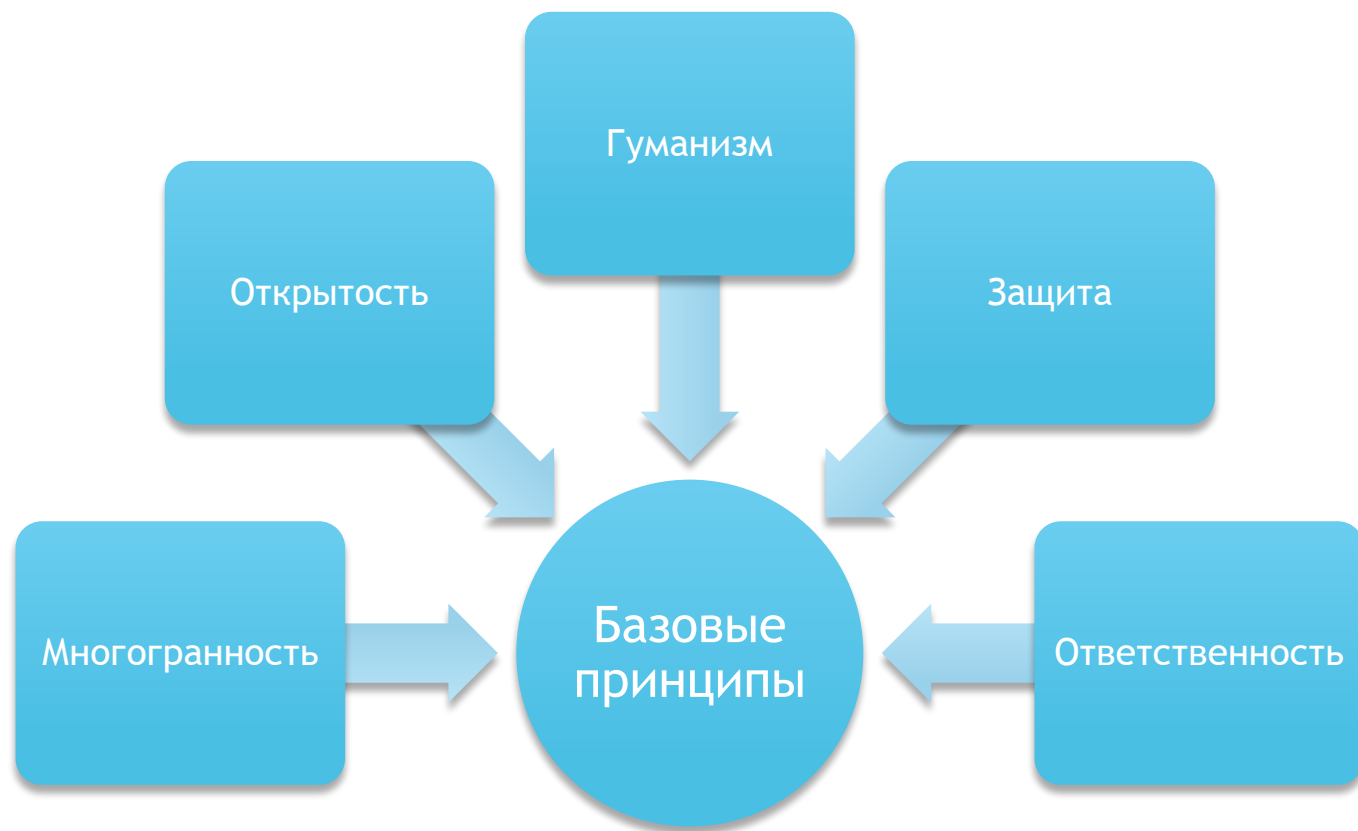 Гуманизм
Открытость
Защита
Многогранность
Базовые
принципы
Ответственность